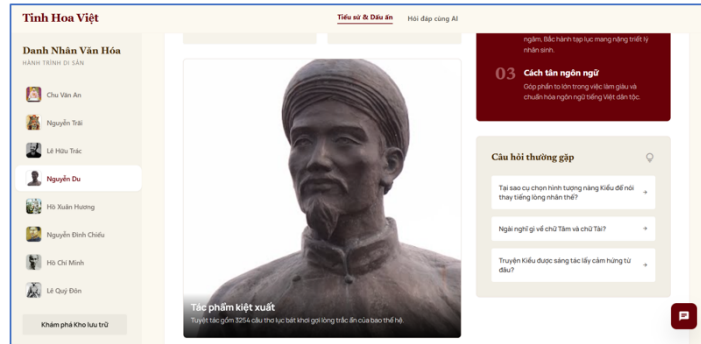 Tinh Hoa Việt
Tiểu sử & Dấu ấn
Hỏi đáp cùng AI
Danh Nhân Văn Hóa
HÀNH TRÌNH DI SẢN
Chu Văn An
Nguyễn Trãi
Lê Hữu Trác
Nguyễn Du
Hồ Xuân Hương
Nguyễn Đình Chiểu
Hồ Chí Minh
Lê Quý Đôn
Khám phá Kho lưu trữ
Tác phẩm kiệt xuất
Tuyệt tác gồm 3254 câu thơ lục bát khơi gợi lòng trắc ẩn của bao thế hệ.
ngâm, Bắc hành tạp lục mang nặng triết lý
nhân sinh.
03 Cách tân ngôn ngữ
Góp phần to lớn trong việc làm giàu và
chuẩn hóa ngôn ngữ tiếng Việt dân tộc.
Câu hỏi thường gặp
Tại sao cụ chọn hình tượng nàng Kiều để nói
thay tiếng lòng nhân thế?
Ngài nghĩ gì về chữ Tâm và chữ Tài?
Truyện Kiều được sáng tác lấy cảm hứng từ
đâu?